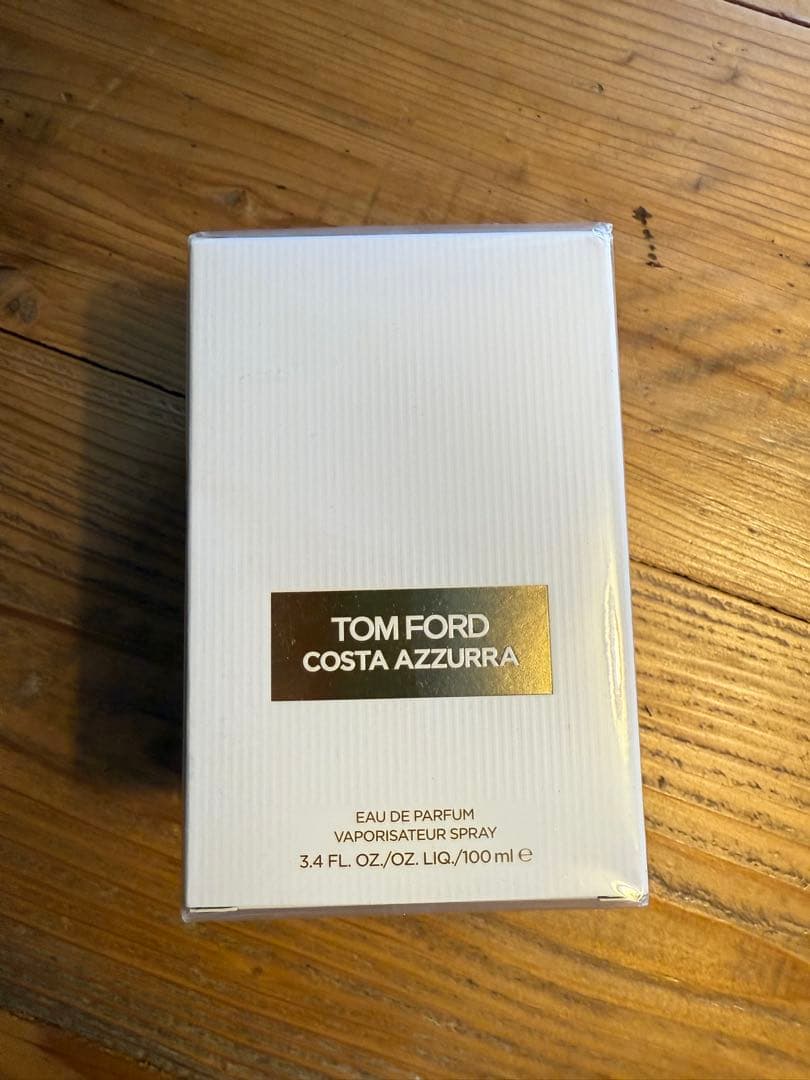 TOM FORD
COSTA AZZURRA
EAU DE PARFUM
VAPORISATEUR SPRAY
3.4 FL. OZ./OZ. LIQ./100 ml ℮